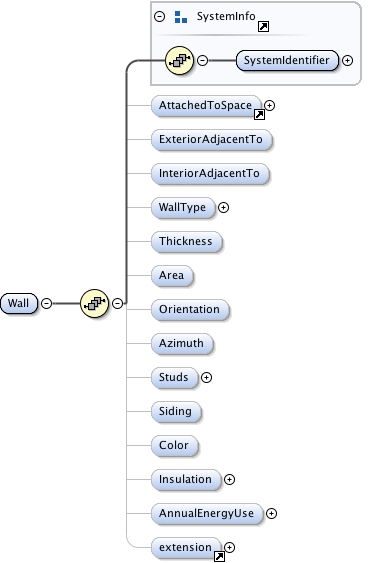 SystemInfo
SystemIdentifier
AttachedToSpace
ExteriorAdjacentTo
InteriorAdjacentTo
WallType
Thickness
Area
Wall
Orientation
Azimuth
Studs
Siding
Color
Insulation
AnnualEnergyUse
extension